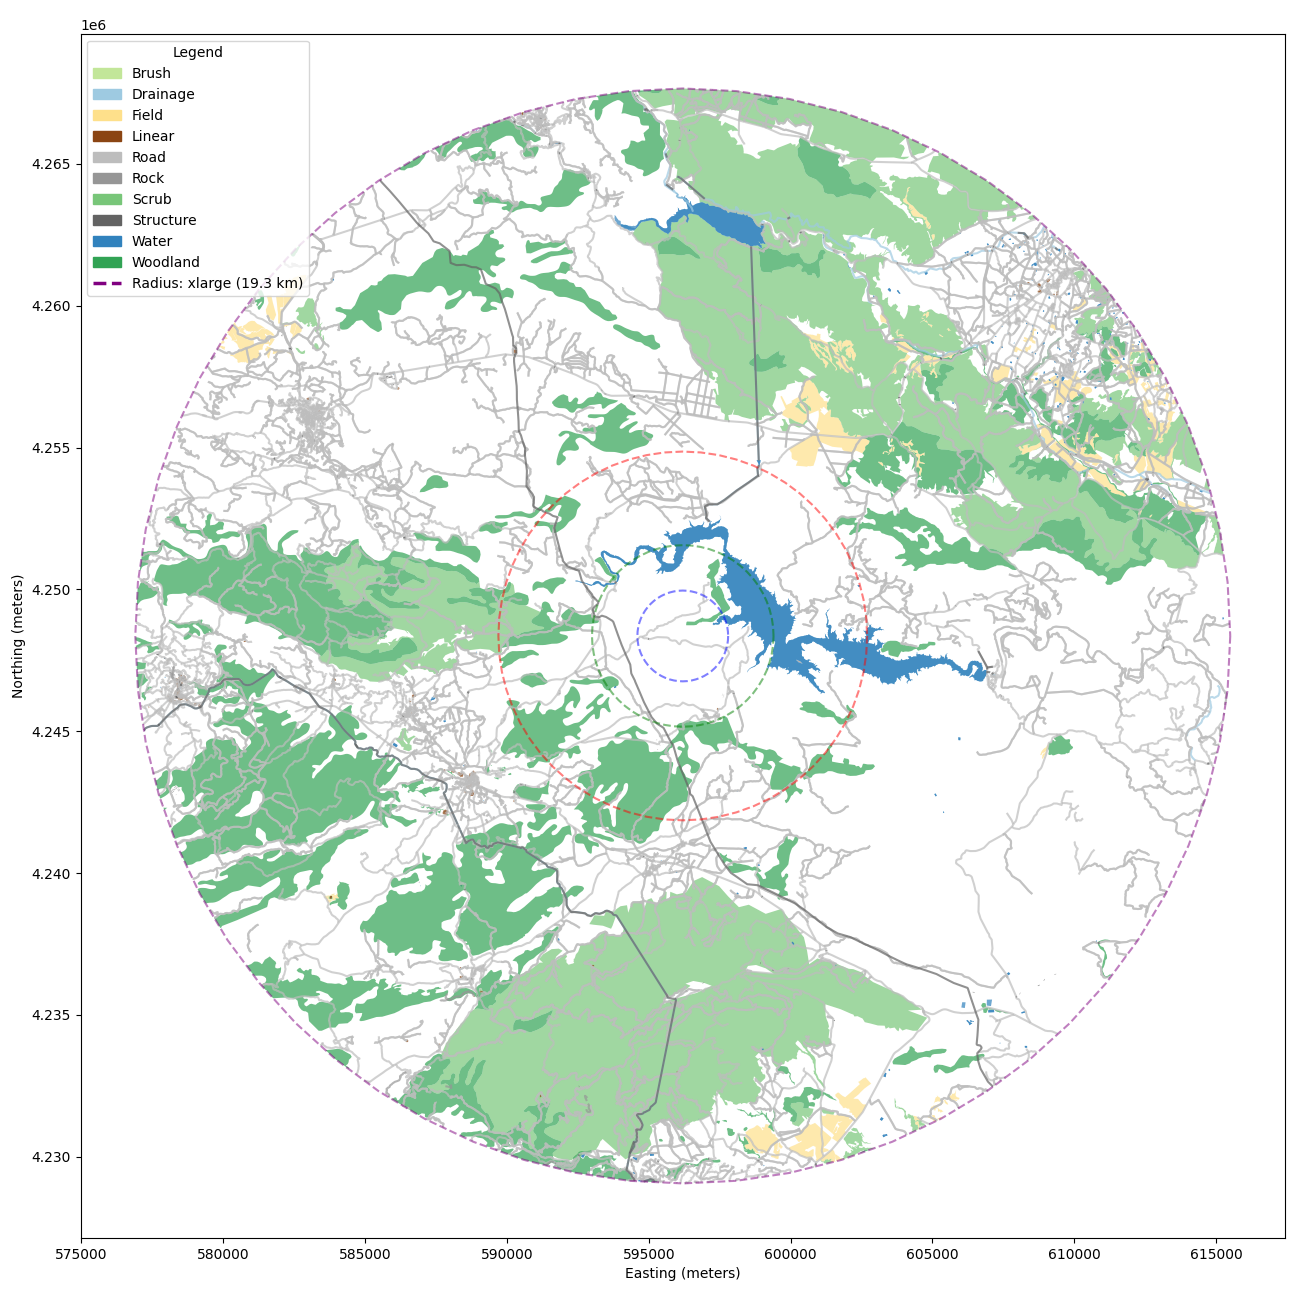 1e6
Legend
Brush
Drainage
Field
Linear
Road
Rock
Scrub
Structure
Water
Woodland
Radius: xlarge (19.3 km)
4.265
4.260
4.255
4.250
4.245
4.240
4.235
4.230
Northing (meters)
575000 580000 585000 590000 595000 600000 605000 610000 615000
Easting (meters)